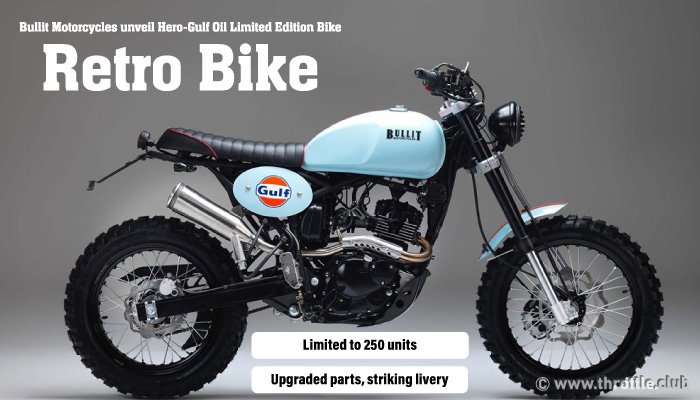 Bullit Motorcycles unveil Hero-Gulf Oil Limited Edition Bike
Retro Bike
BULLIT
MOTORCYCLES
Gulf
Limited to 250 units
Upgraded parts, striking livery
© www.throttle.club